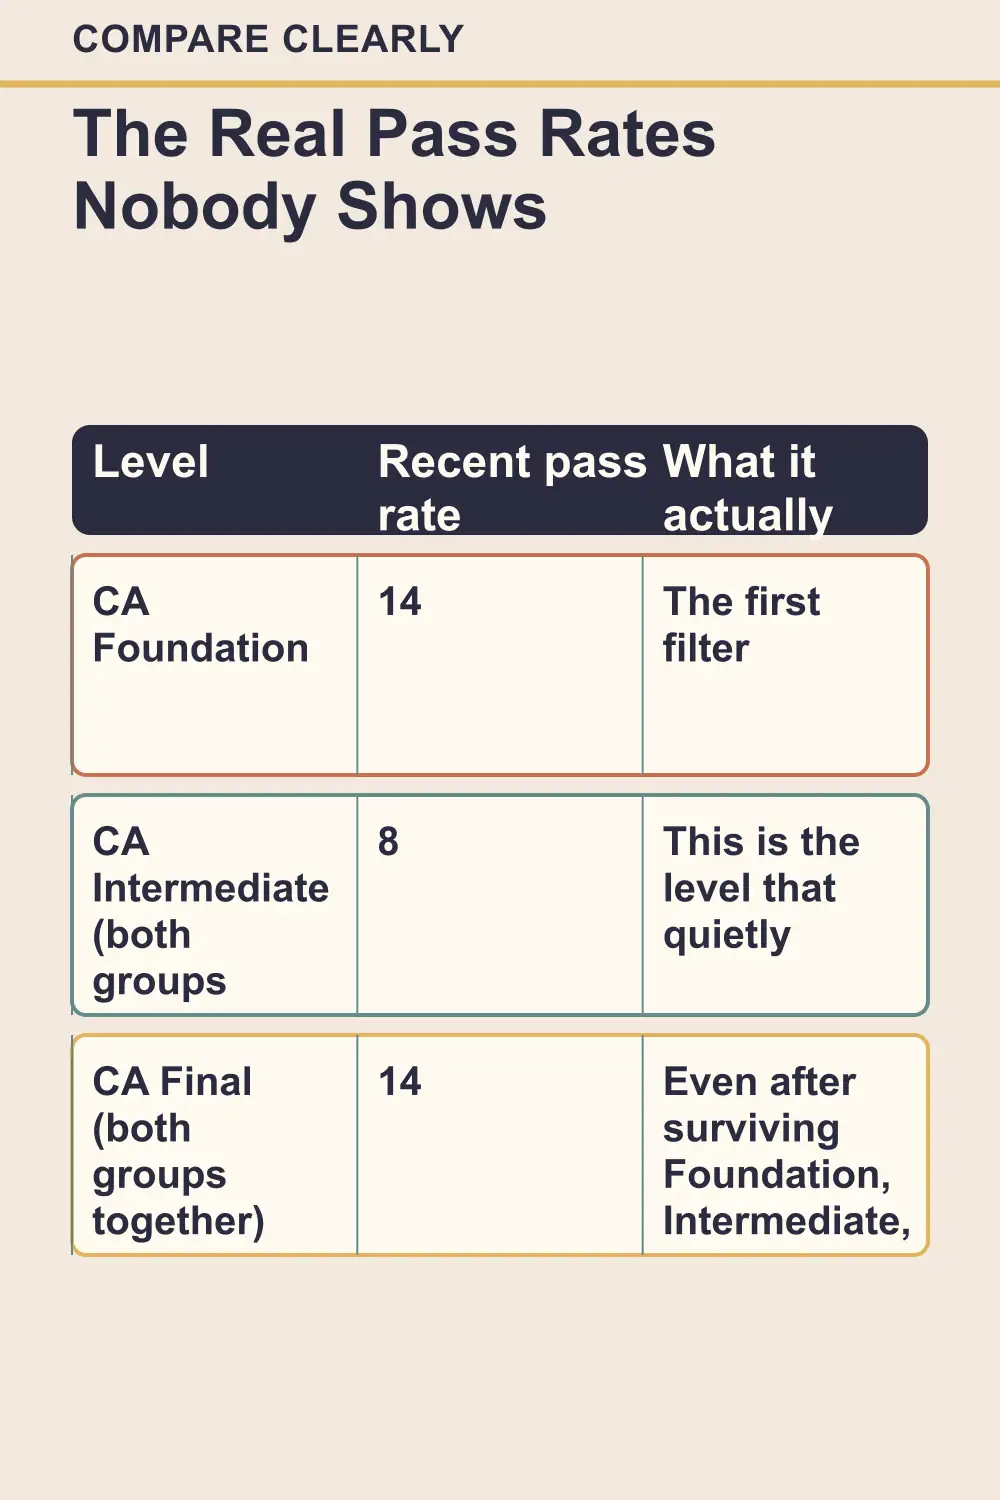 COMPARE CLEARLY
The Real Pass Rates
Nobody Shows
Level
Recent pass
rate
What it
actually
CA
Foundation
14
The first
filter
CA
Intermediate
(both
groups
8
This is the
level that
quietly
CA Final
(both
groups
together)
14
Even after
surviving
Foundation,
Intermediate,